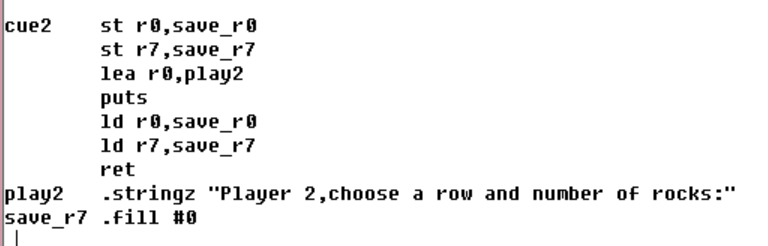 cue2 st r0,save_r0
st r7,save_r7
lea r0,play2
puts
ld r0,save_r0
ld r7,save_r7
ret
play2 .stringz "Player 2,choose a row and number of rocks:"
save_r7 .fill #0